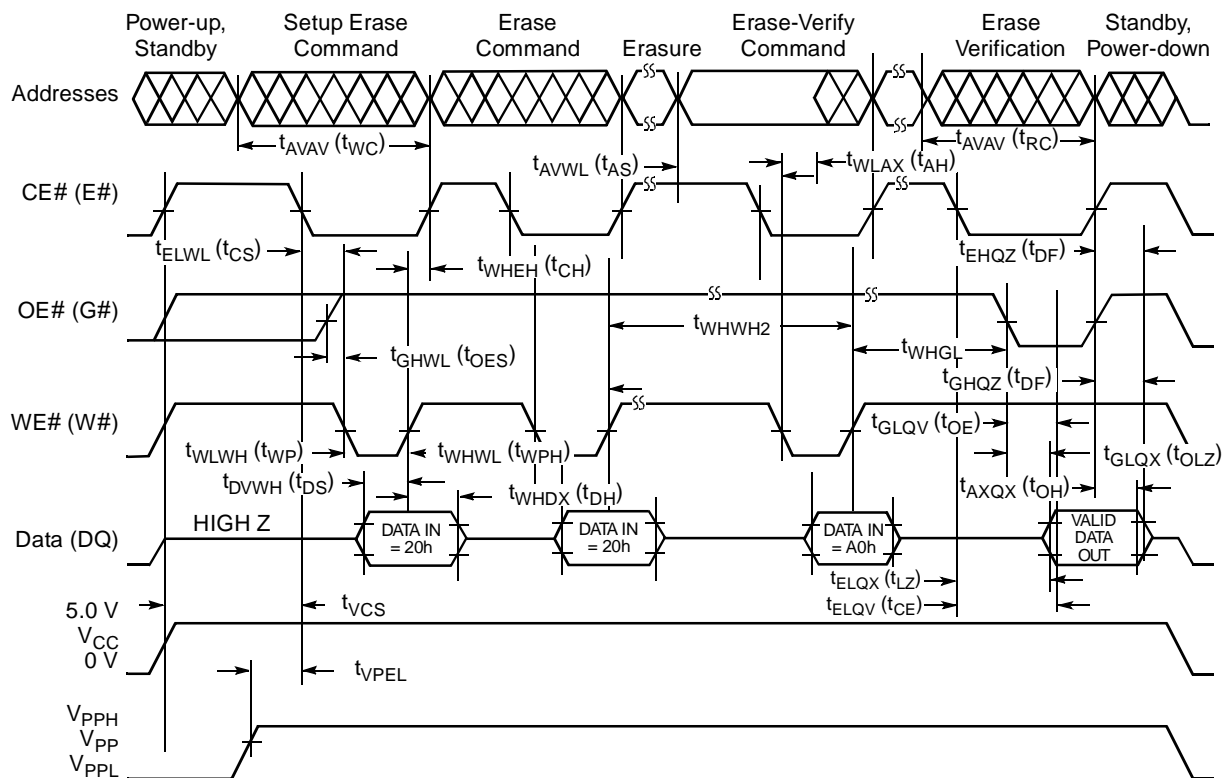 Power-up, Standby
Setup Erase Command
Erase Command
Erasure
Erase-Verify Command
Erase Verification
Standby, Power-down
Addresses
tAVAV (tWC)
tAVWL (tAS)
tWLAX (tAH)
tAVAV (tRC)
CE# (E#)
tELWL (tCS)
tWHEH (tCH)
tEHQZ (tDF)
OE# (G#)
tWHWH2
tWHGL
tGHWL (tOES)
tGHQZ (tDF)
WE# (W#)
tGLQV (tOE)
tWLWH (tWP)
tWHWL (tWPH)
tGLQX (tOLZ)
tDVWH (tDS)
tWHDX (tDH)
tAXQX (tOH)
Data (DQ)
HIGH Z
DATA IN = 20h
DATA IN = 20h
DATA IN = A0h
VALID DATA OUT
tELQX (tLZ)
tELQV (tCE)
5.0 V
VCC
0 V
tVCS
tVPEL
VPPH
VPP
VPPL